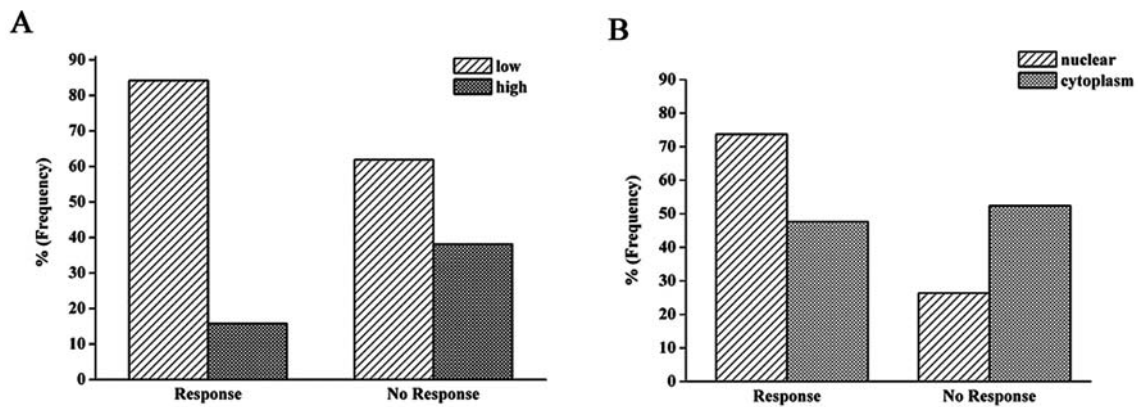 A
% (Frequency)
90
80
70
60
50
40
30
20
10
0
low
high
Response
No Response
B
% (Frequency)
90
80
70
60
50
40
30
20
10
0
nuclear
cytoplasm
Response
No Response